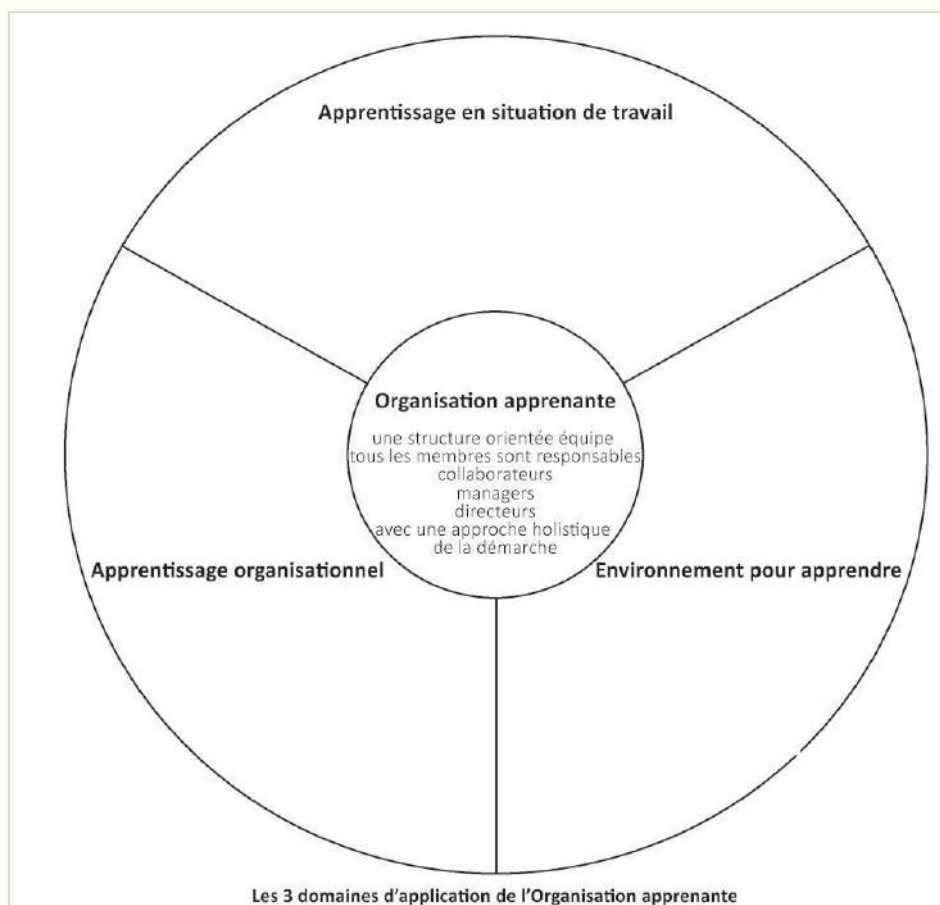 Apprentissage en situation de travail
Organisation apprenante
une structure orientée équipe
tous les membres sont responsables
collaborateurs
managers
directeurs
avec une approche holistique
de la démarche
Apprentissage organisationnel
Environnement pour apprendre
Les 3 domaines d'application de l'Organisation apprenante